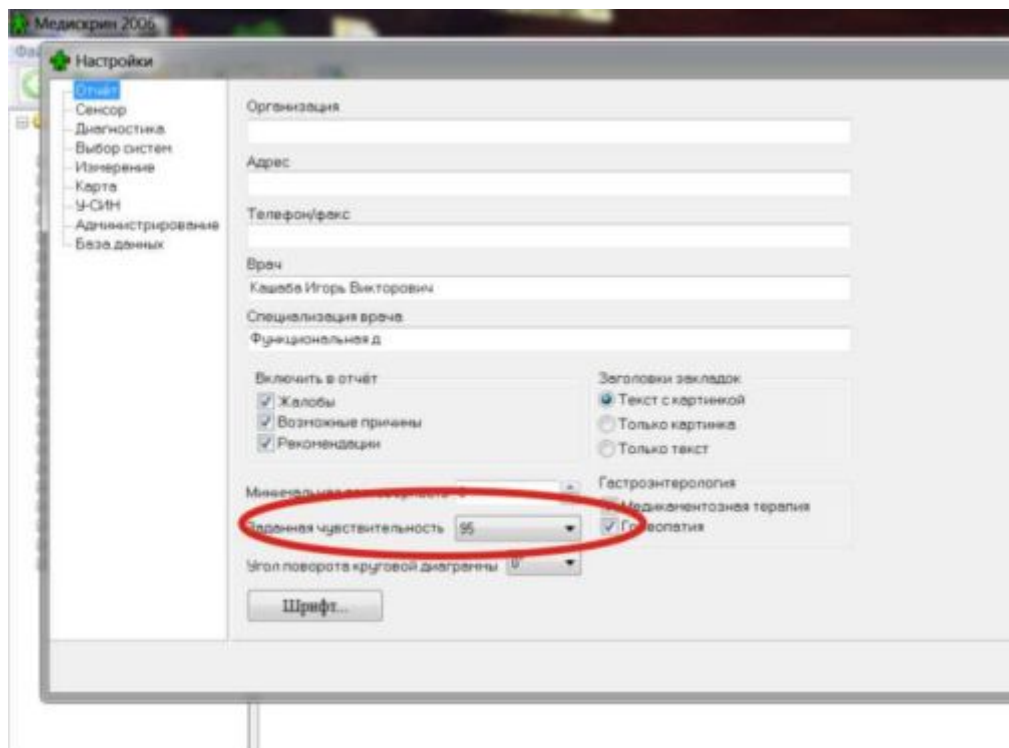 Медискрин 2006
Настройки
Отчёт
Сенсор
Диагностика
Выбор систем
Измерение
Карта
У-СИН
Администрирование
База данных
Организация
Адрес
Телефон/факс
Врач
Кашаба Игорь Викторович
Специализация врача
Функциональная д
Включить в отчёт
Жалобы
Возможные причины
Рекомендации
Заголовки закладок
Текст с картинкой
Только картинка
Только текст
Гастроэнтерология
Медикаментозная терапия
Гомеопатия
Минимальная
Заданная чувствительность 95
Угол поворота круговой диаграммы 0°
Шрифт...